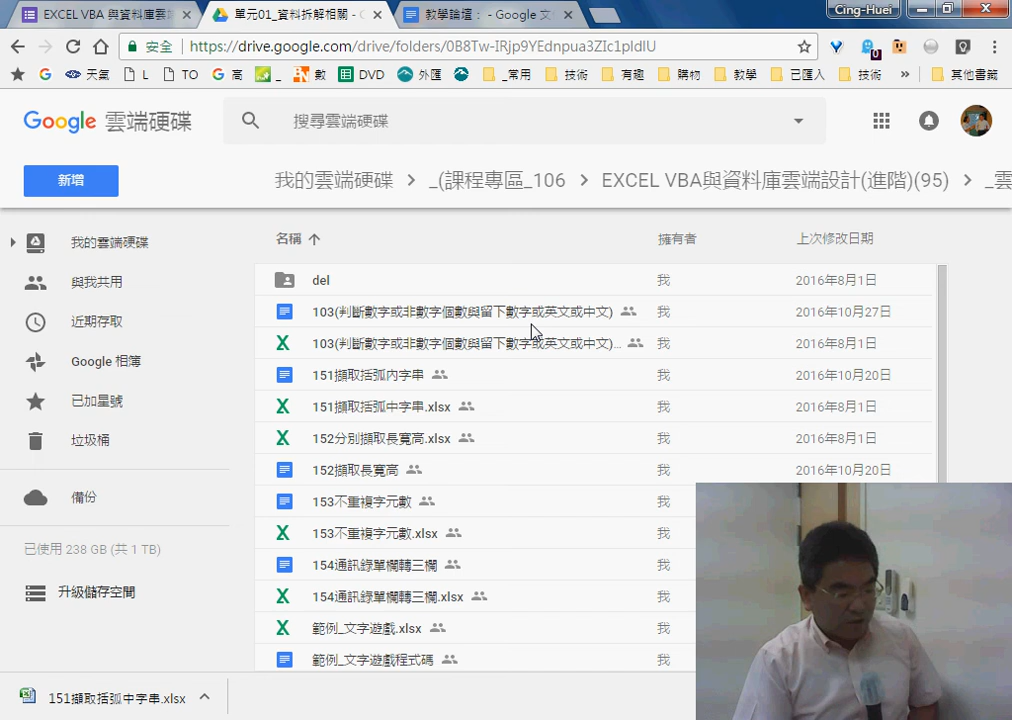 EXCEL VBA 與資料庫雲端
單元01_資料拆解相關 - G
教學論壇： - Google 文
Cing-Huei
安全
https://drive.google.com/drive/folders/0B8Tw-IRjp9YEdnpua3ZIc1pldlU
天氣
L
TO
高
_
數
DVD
外匯
_常用
技術
有趣
購物
教學
已匯入
技術
»
其他書籤
Google 雲端硬碟
搜尋雲端硬碟
新增
我的雲端硬碟 > _(課程專區_106 > EXCEL VBA與資料庫雲端設計(進階)(95) > _雲
我的雲端硬碟
與我共用
近期存取
Google 相簿
已加星號
垃圾桶
備份
已使用 238 GB (共 1 TB)
升級儲存空間
名稱 擁有者 上次修改日期
del 我 2016年8月1日
103(判斷數字或非數字個數與留下數字或英文或中文) 我 2016年10月27日
103(判斷數字或非數字個數與留下數字或英文或中文)... 我 2016年8月1日
151擷取括弧內字串 我 2016年10月20日
151擷取括弧中字串.xlsx 我 2016年8月1日
152分別擷取長寬高.xlsx 我 2016年8月1日
152擷取長寬高 我 2016年10月20日
153不重複字元數 我
153不重複字元數.xlsx 我
154通訊錄單欄轉三欄 我
154通訊錄單欄轉三欄.xlsx 我
範例_文字遊戲.xlsx 我
範例_文字遊戲程式碼 我
151擷取括弧中字串.xlsx